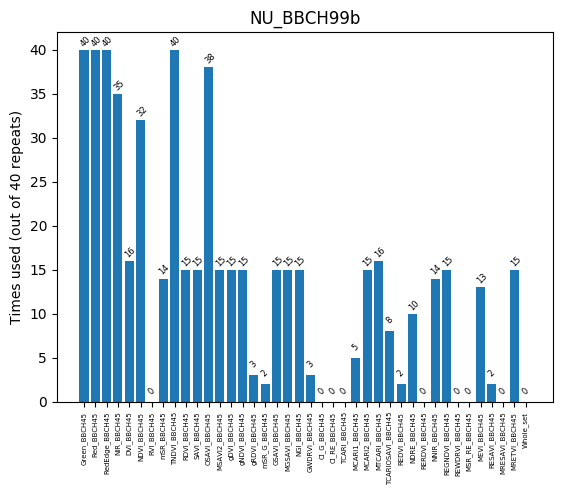 NU_BBCH99b
Times used (out of 40 repeats)
40
35
30
25
20
15
10
5
0
40
40
40
35
16
32
0
14
40
15
15
38
15
15
15
3
2
15
15
15
3
0
0
0
5
15
16
8
2
10
0
14
15
0
0
13
2
0
15
0
Green_BBCH45
Red_BBCH45
RedEdge_BBCH45
NIR_BBCH45
DVI_BBCH45
NDVI_BBCH45
RVI_BBCH45
mSR_BBCH45
TNDVI_BBCH45
RDVI_BBCH45
SAVI_BBCH45
OSAVI_BBCH45
MSAVI2_BBCH45
gDVI_BBCH45
gNDVI_BBCH45
gRDVI_BBCH45
mSR_G_BBCH45
GSAVI_BBCH45
MGSAVI_BBCH45
NGI_BBCH45
GWDRVI_BBCH45
CI_G_BBCH45
CI_RE_BBCH45
TCARI_BBCH45
MCARI1_BBCH45
MCARI2_BBCH45
MTCARI_BBCH45
TCARIOSAVI_BBCH45
REDVI_BBCH45
NDRE_BBCH45
RERDVI_BBCH45
NNIR_BBCH45
REGNDVI_BBCH45
REWDRVI_BBCH45
MSR_RE_BBCH45
MEVI_BBCH45
RESAVI_BBCH45
MRESAVI_BBCH45
MRETVI_BBCH45
Whole_set